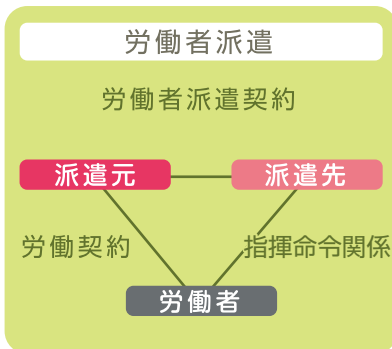 労働者派遣
労働者派遣契約
派遣元 派遣先
労働契約 指揮命令関係
労働者